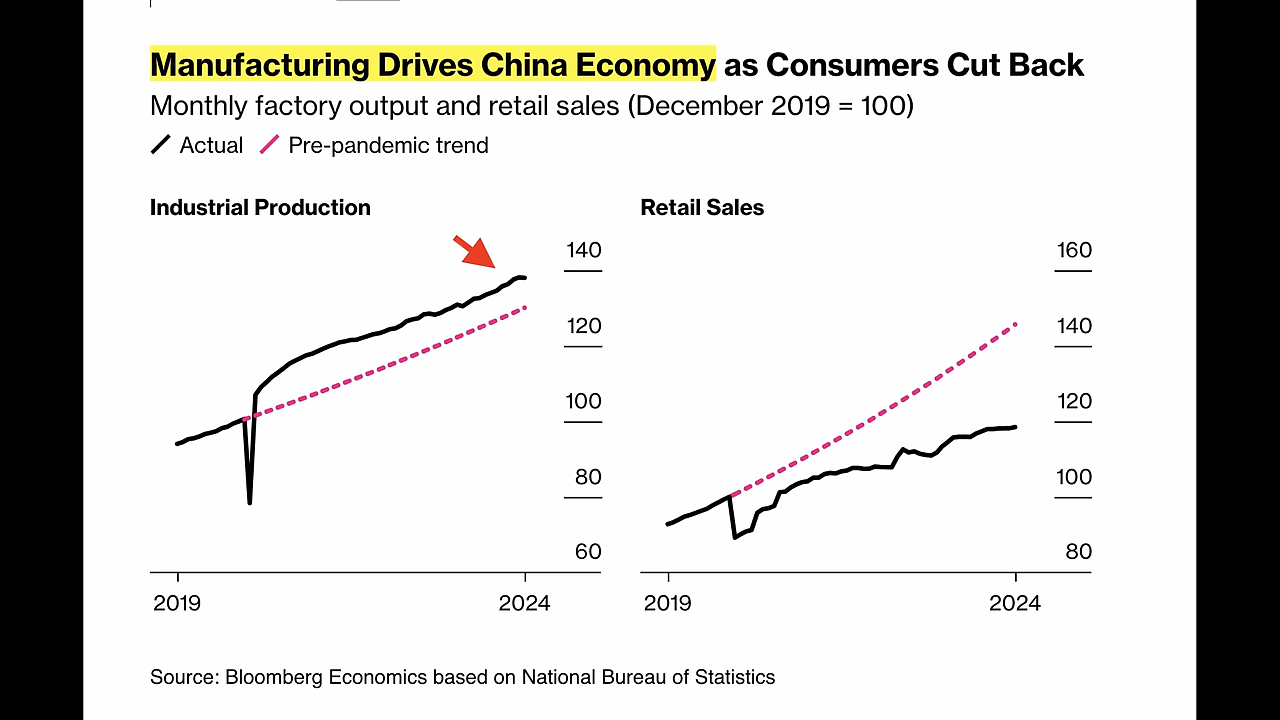 Manufacturing Drives China Economy as Consumers Cut Back
Monthly factory output and retail sales (December 2019 = 100)
Actual Pre-pandemic trend
Industrial Production
140
120
100
80
60
2019 2024
Retail Sales
160
140
120
100
80
2019 2024
Source: Bloomberg Economics based on National Bureau of Statistics